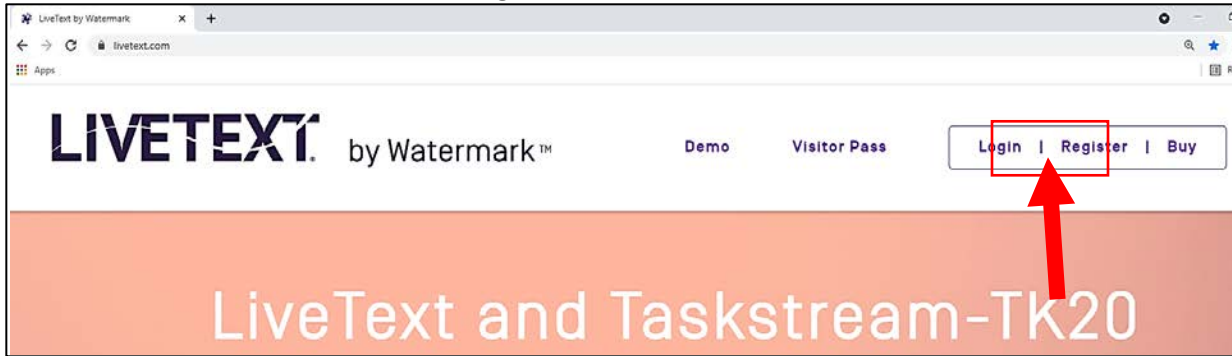 LiveText by Watermark
livetext.com
Apps
LIVETEXT. by Watermark™ Demo Visitor Pass Login | Register | Buy
LiveText and Taskstream-TK20